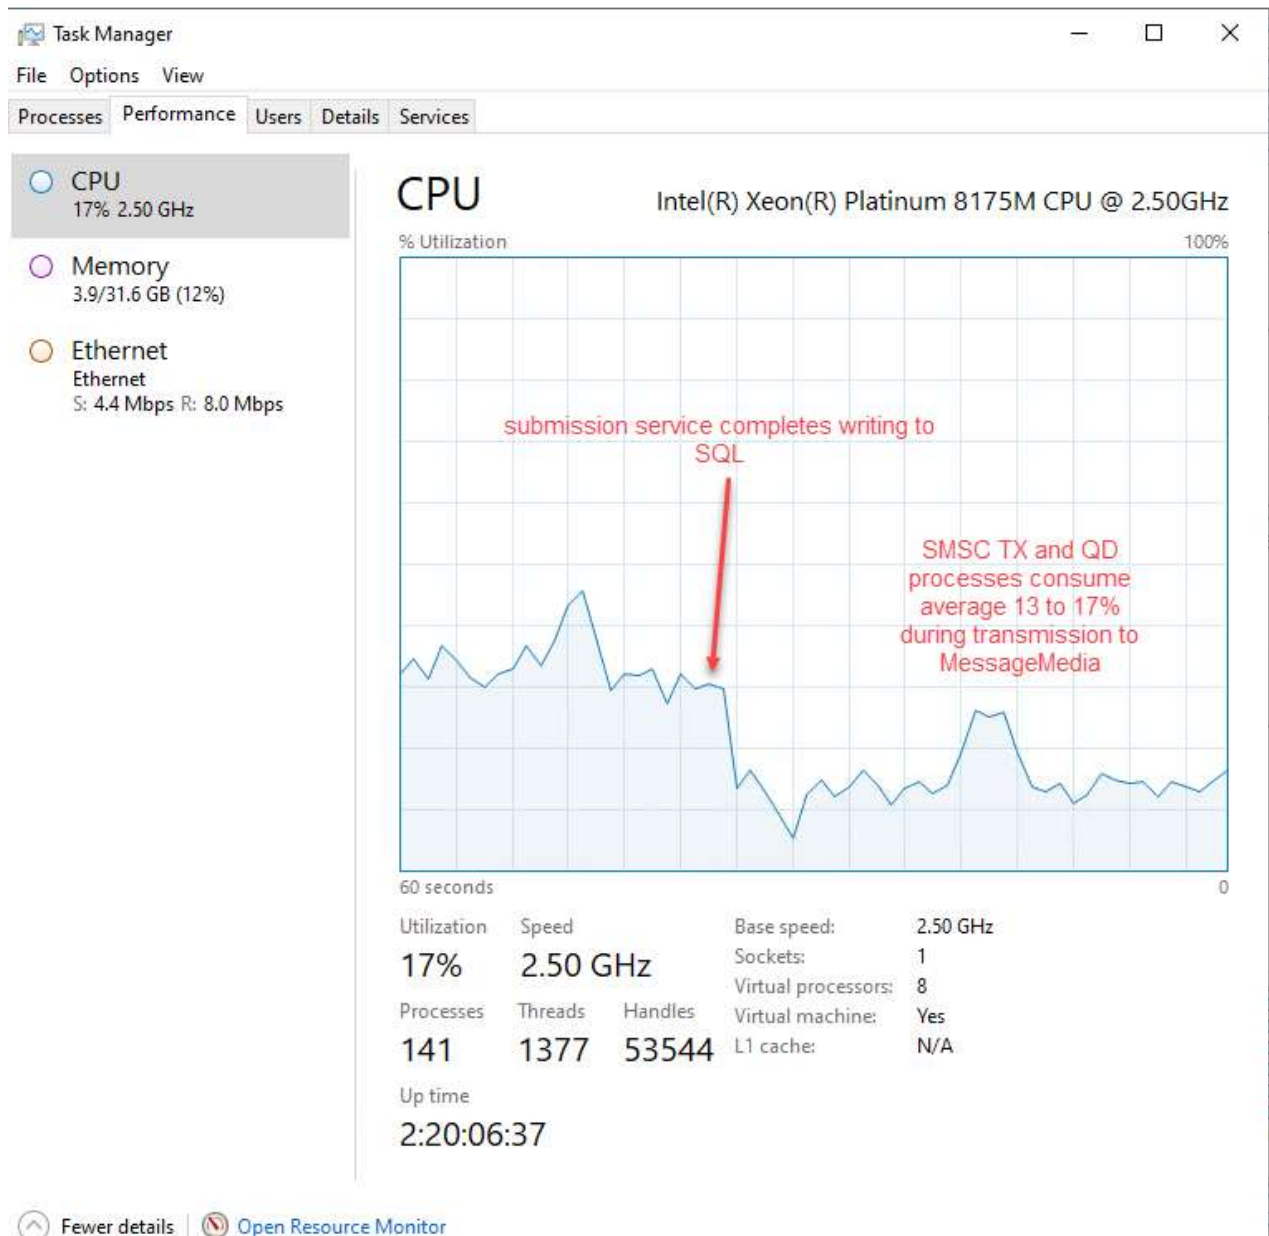 Task Manager
File Options View
Processes Performance Users Details Services
CPU
17% 2.50 GHz
Memory
3.9/31.6 GB (12%)
Ethernet
Ethernet
S: 4.4 Mbps R: 8.0 Mbps
CPU
Intel(R) Xeon(R) Platinum 8175M CPU @ 2.50GHz
% Utilization 100%
submission service completes writing to
SQL
SMSC TX and QD
processes consume
average 13 to 17%
during transmission to
MessageMedia
60 seconds 0
Utilization Speed
17% 2.50 GHz
Processes Threads Handles
141 1377 53544
Up time
2:20:06:37
Base speed: 2.50 GHz
Sockets: 1
Virtual processors: 8
Virtual machine: Yes
L1 cache: N/A
Fewer details Open Resource Monitor